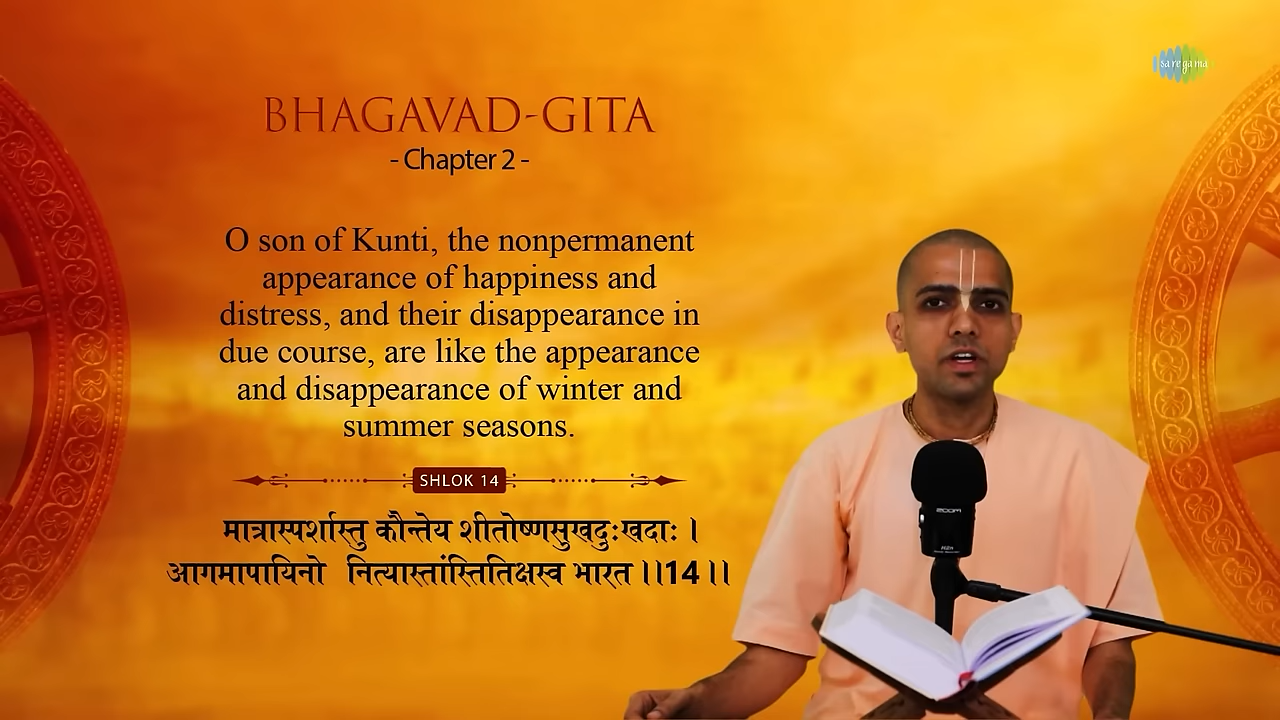 saregama
BHAGAVAD-GITA
- Chapter 2 -
O son of Kunti, the nonpermanent
appearance of happiness and
distress, and their disappearance in
due course, are like the appearance
and disappearance of winter and
summer seasons.
SHLOK 14
मात्रास्पर्शास्तु कौन्तेय शीतोष्णसुखदुःखदाः ।
आगमापायिनो नित्यास्तांस्तितिक्षस्व भारत ।।14।।
ZOOM